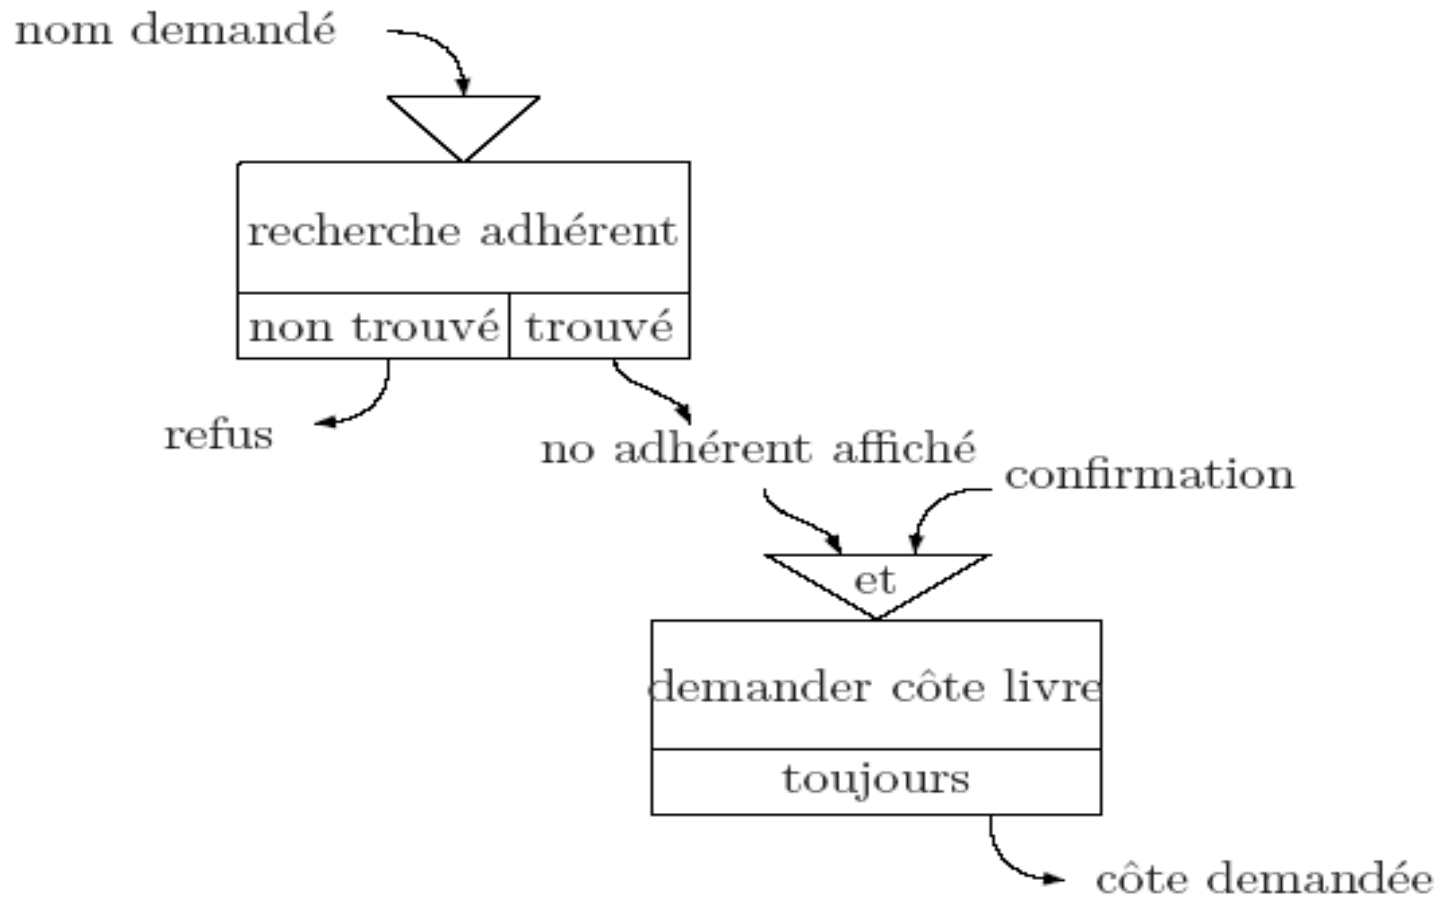 nom demandé
recherche adhérent
non trouvé
trouvé
refus
no adhérent affiché
confirmation
et
demander côte livre
toujours
côte demandée